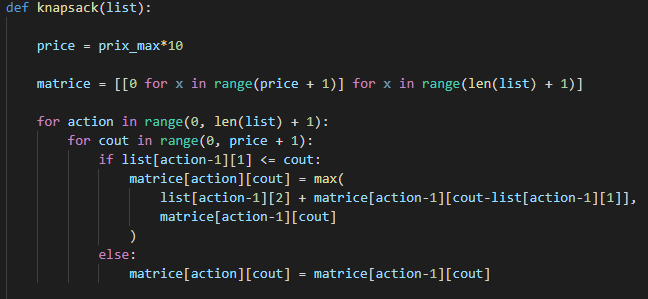 def knapsack(list):
price = prix_max*10
matrice = [[0 for x in range(price + 1)] for x in range(len(list) + 1)]
for action in range(0, len(list) + 1):
for cout in range(0, price + 1):
if list[action-1][1] <= cout:
matrice[action][cout] = max(
list[action-1][2] + matrice[action-1][cout-list[action-1][1]],
matrice[action-1][cout]
)
else:
matrice[action][cout] = matrice[action-1][cout]